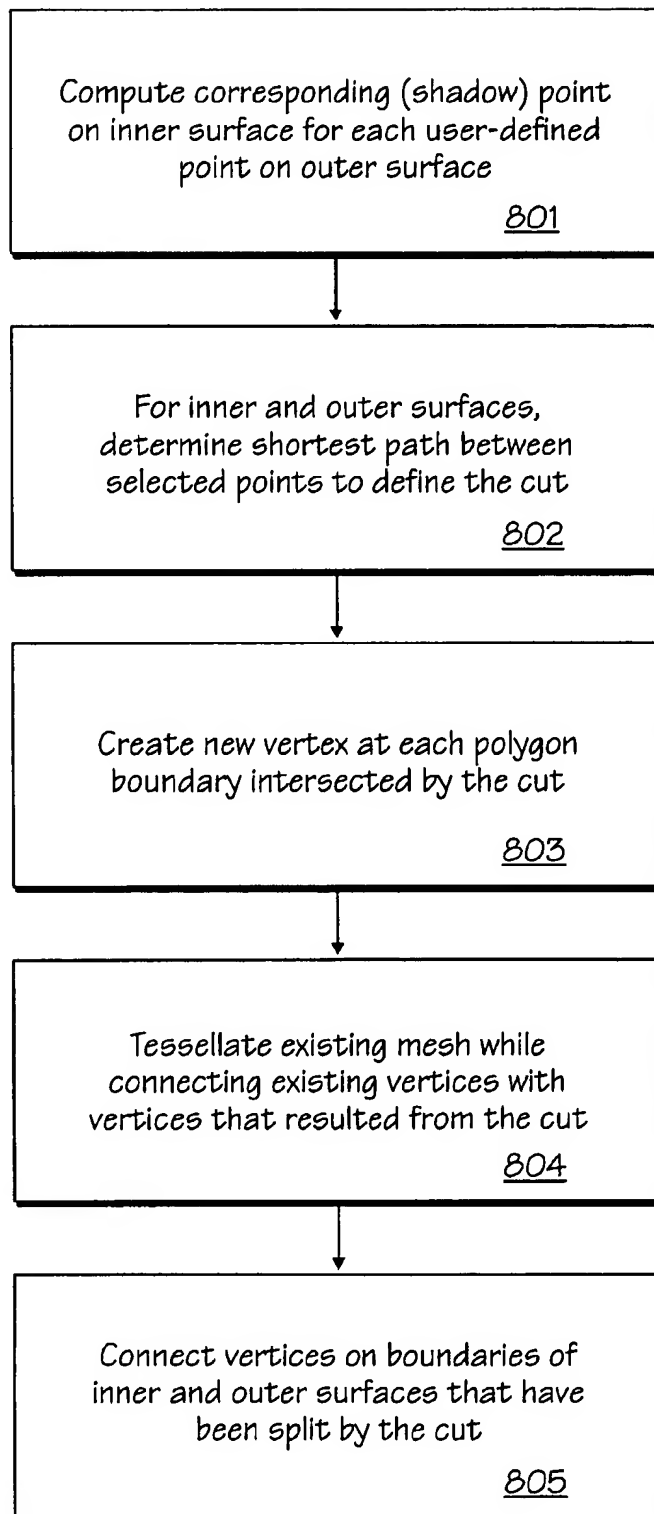 Compute corresponding (shadow) point
on inner surface for each user-defined
point on outer surface
801
For inner and outer surfaces,
determine shortest path between
selected points to define the cut
802
Create new vertex at each polygon
boundary intersected by the cut
803
Tessellate existing mesh while
connecting existing vertices with
vertices that resulted from the cut
804
Connect vertices on boundaries of
inner and outer surfaces that have
been split by the cut
805